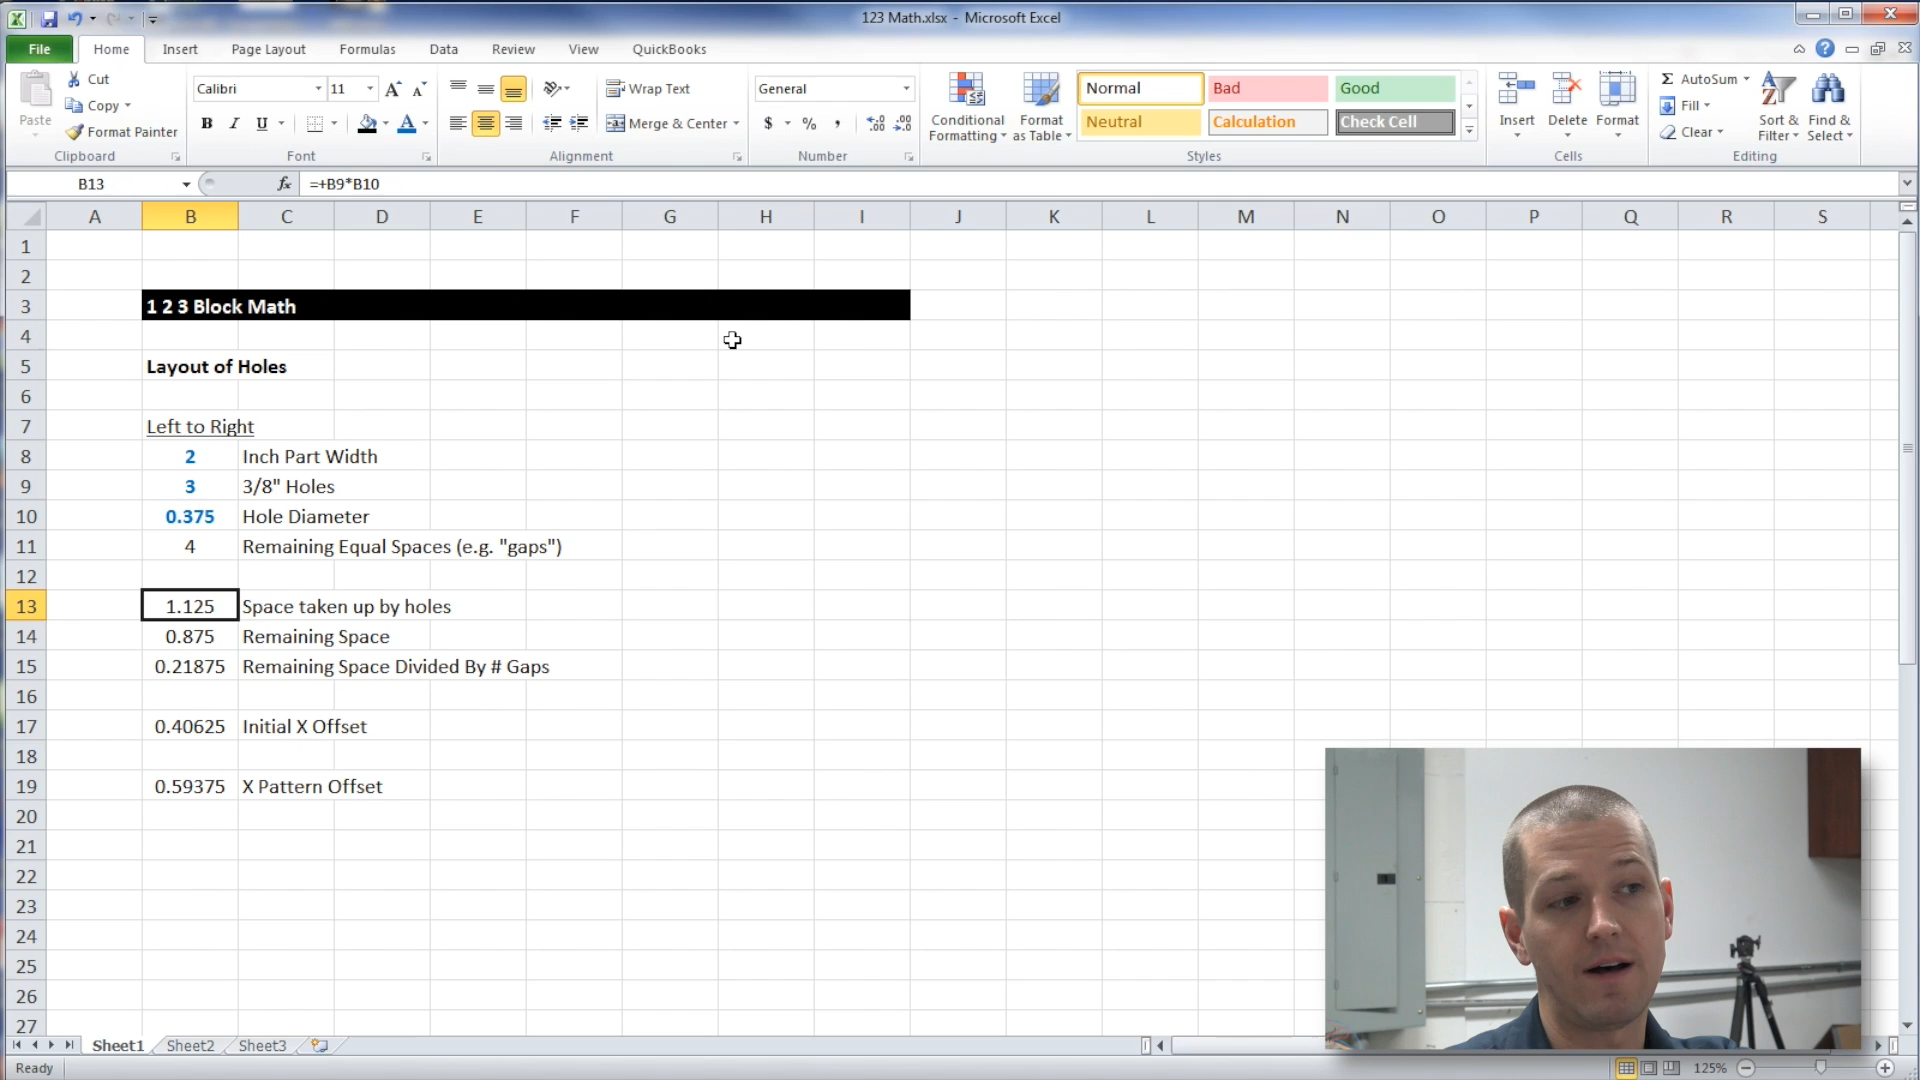 123 Math.xlsx - Microsoft Excel
File Home Insert Page Layout Formulas Data Review View QuickBooks
Cut
Copy
Format Painter
Paste
Clipboard
Calibri 11
B I U
Font
Wrap Text
Merge & Center
Alignment
General
$ % ,
Number
Conditional Formatting
Format as Table
Normal Bad Good
Neutral Calculation Check Cell
Styles
Insert Delete Format
Cells
Σ AutoSum
Fill
Clear
Sort & Filter
Find & Select
Editing
B13 fx =+B9*B10
A B C D E F G H I J K L M N O P Q R S
1
2
3 1 2 3 Block Math
4
5 Layout of Holes
6
7 Left to Right
8 2 Inch Part Width
9 3 3/8" Holes
10 0.375 Hole Diameter
11 4 Remaining Equal Spaces (e.g. "gaps")
12
13 1.125 Space taken up by holes
14 0.875 Remaining Space
15 0.21875 Remaining Space Divided By # Gaps
16
17 0.40625 Initial X Offset
18
19 0.59375 X Pattern Offset
20
21
22
23
24
25
26
27
Sheet1 Sheet2 Sheet3
Ready 125%